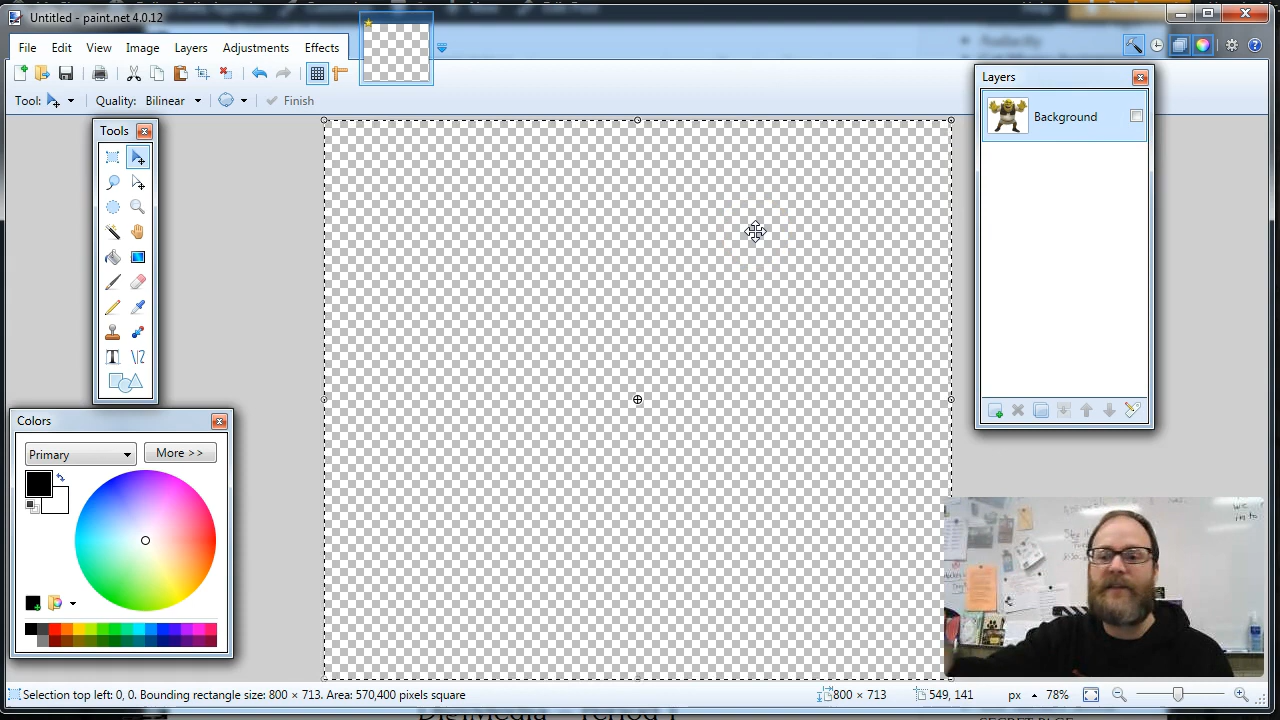 Untitled - paint.net 4.0.12
File Edit View Image Layers Adjustments Effects
Tool: Quality: Bilinear Finish
Tools
Layers
Background
Colors
Primary More >>
Selection top left: 0, 0. Bounding rectangle size: 800 × 713. Area: 570,400 pixels square 800 × 713 549, 141 px 78%